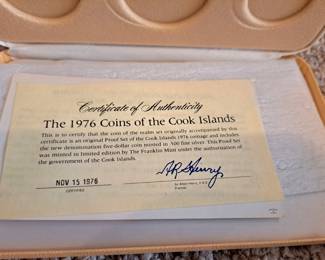 Certificate of Authenticity
The 1976 Coins of the Cook Islands
This is to certify that the coin of the realm set originally accompanied by this
certificate is an original Proof Set of the Cook Islands 1976 coinage and includes
the new denomination five-dollar coin minted in .500 fine silver. This Proof Set
was minted in limited edition by The Franklin Mint under the authorization of
the government of the Cook Islands.
NOV 15 1976
CERTIFIED
Premier